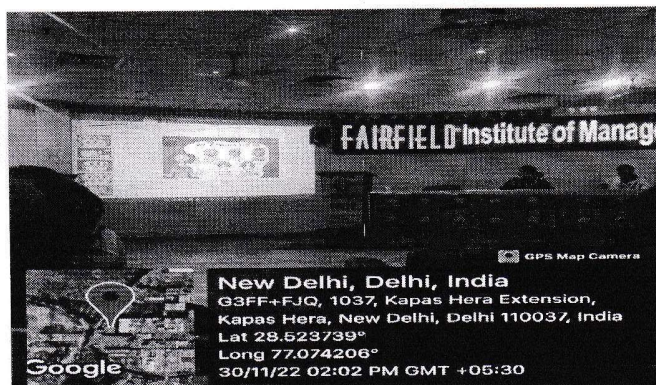 FAIRFIELD Institute of Manag
GPS Map Camera
New Delhi, Delhi, India
G3FF+FJQ, 1037, Kapas Hera Extension,
Kapas Hera, New Delhi, Delhi 110037, India
Lat 28.523739°
Long 77.074206°
30/11/22 02:02 PM GMT +05:30
Google